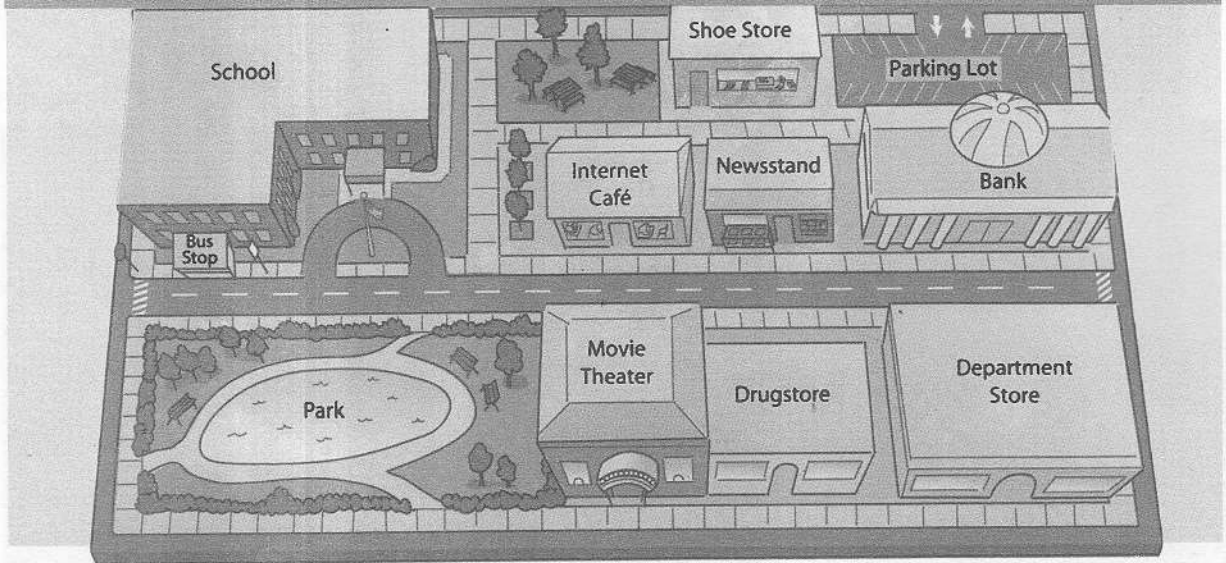 School
Shoe Store
Parking Lot
Internet
Café
Newsstand
Bank
Bus
Stop
Park
Movie
Theater
Drugstore
Department
Store